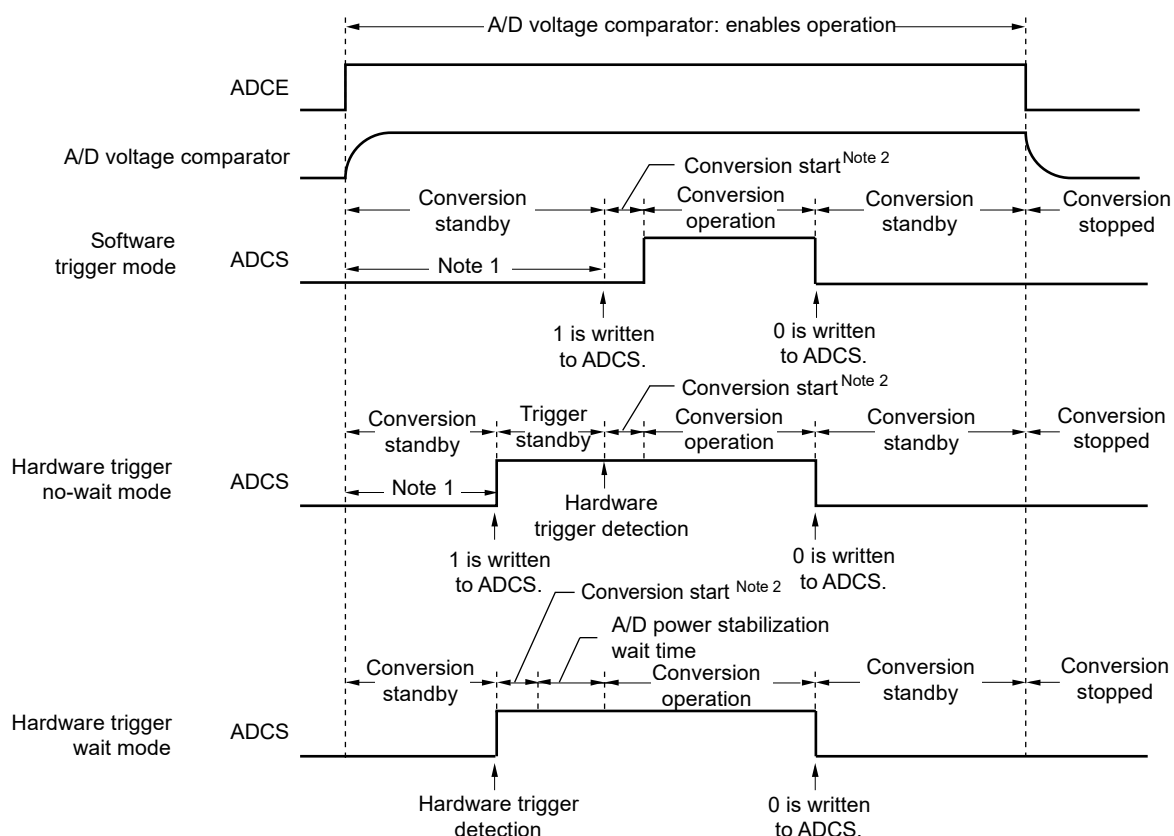 A/D voltage comparator: enables operation
ADCE
A/D voltage comparator
Conversion start Note 2
Conversion
standby
Conversion
operation
Conversion
standby
Conversion
stopped
Software
trigger mode
ADCS
Note 1
1 is written
to ADCS.
0 is written
to ADCS.
Conversion start Note 2
Conversion
standby
Trigger
standby
Conversion
operation
Conversion
standby
Conversion
stopped
Hardware trigger
no-wait mode
ADCS
Note 1
Hardware
trigger detection
1 is written
to ADCS.
0 is written
to ADCS.
Conversion start Note 2
A/D power stabilization
wait time
Conversion
standby
Conversion
operation
Conversion
standby
Conversion
stopped
Hardware trigger
wait mode
ADCS
Hardware trigger
detection
0 is written
to ADCS.